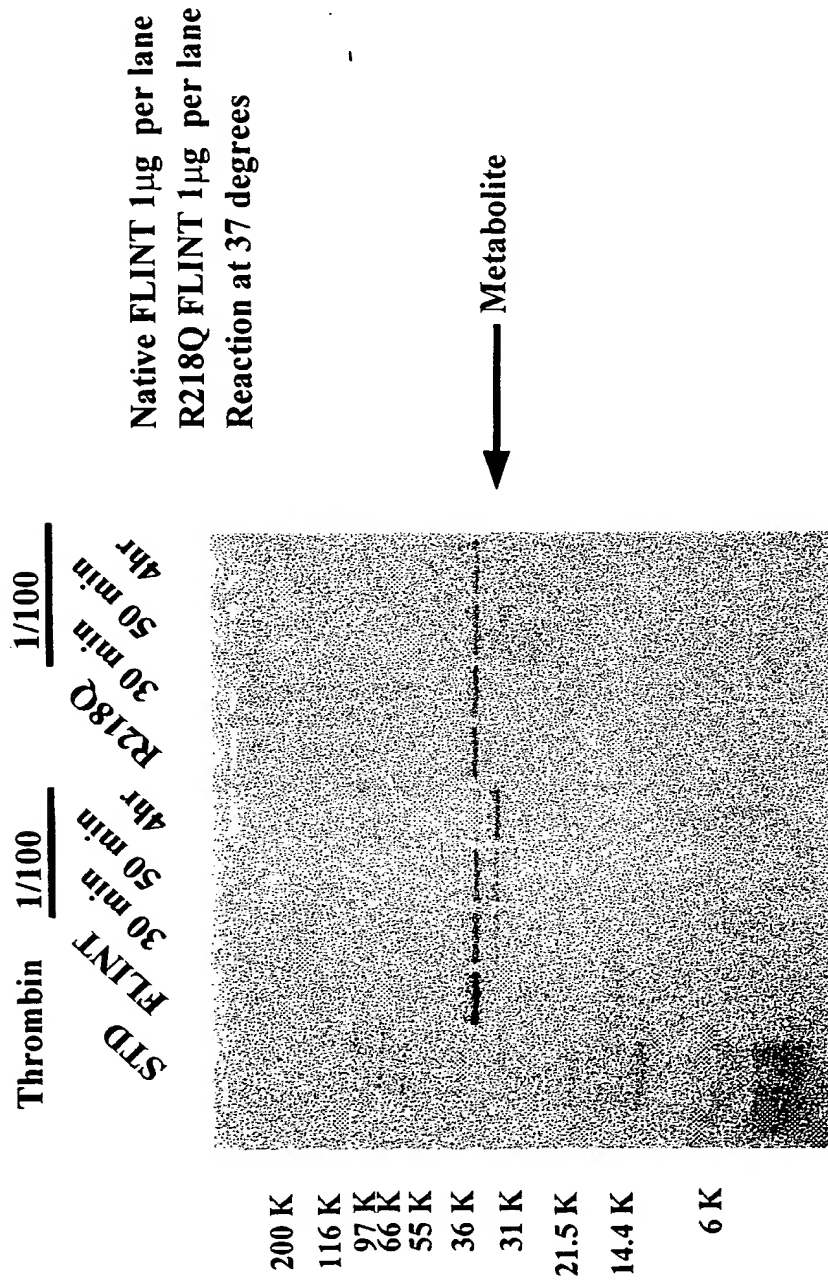 Thrombin 1/100 1/100
STD FLINT 30 min 50 min 4hr R218Q 30 min 50 min 4hr
Native FLINT 1µg per lane
R218Q FLINT 1µg per lane
Reaction at 37 degrees
200 K
116 K
97 K
66 K
55 K
36 K
31 K
21.5 K
14.4 K
6 K
Metabolite